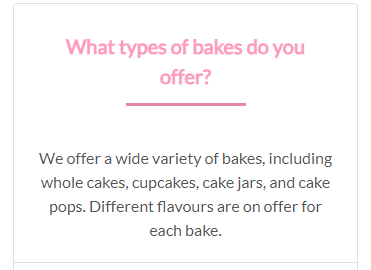 What types of bakes do you
offer?
We offer a wide variety of bakes, including
whole cakes, cupcakes, cake jars, and cake
pops. Different flavours are on offer for
each bake.